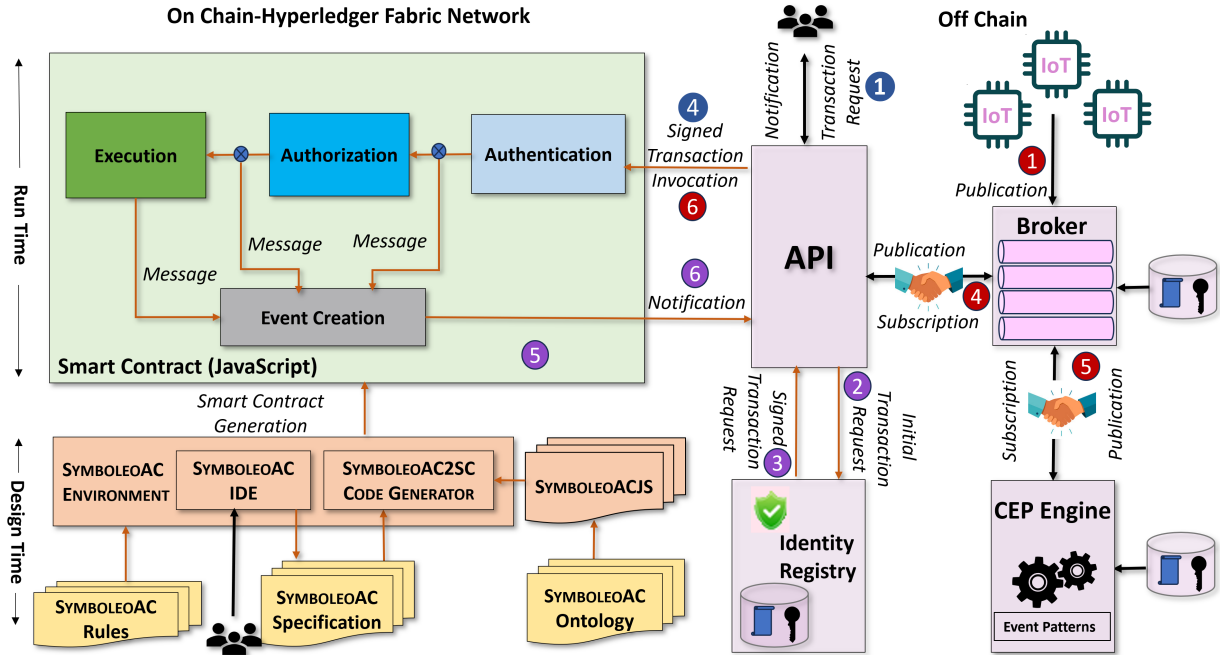 On Chain-Hyperledger Fabric Network
Off Chain
Run Time
Execution
Authorization
Authentication
Message
Message
Message
Event Creation
Smart Contract (JavaScript)
5
4
Signed
Transaction
Invocation
6
6
Notification
Notification
Transaction
Request
1
API
IoT
IoT
IoT
1
Publication
Broker
Publication
4
Subscription
5
Subscription
Publication
CEP Engine
Event Patterns
Signed
Transaction
Request
3
2
Initial
Transaction
Request
Identity
Registry
Smart Contract
Generation
Design Time
SYMBOLEOAC
ENVIRONMENT
SYMBOLEOAC
IDE
SYMBOLEOAC2SC
CODE GENERATOR
SYMBOLEOACJS
SYMBOLEOAC
Rules
SYMBOLEOAC
Specification
SYMBOLEOAC
Ontology